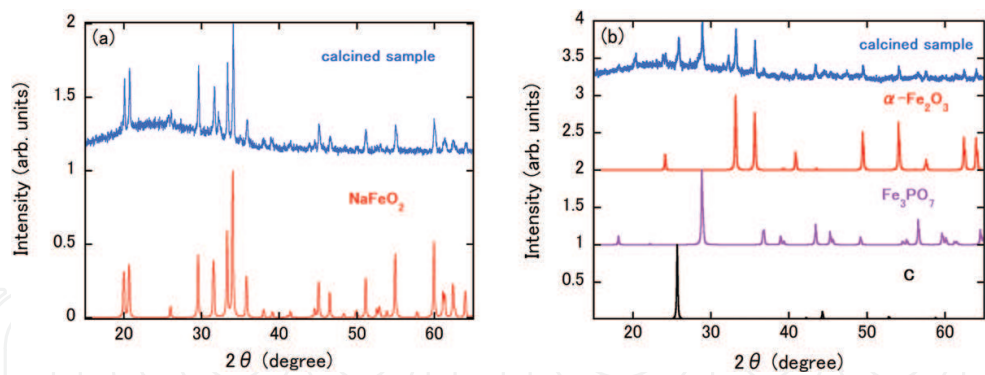 (a)
calcined sample
NaFeO₂
Intensity (arb. units)
2
1.5
1
0.5
0
20 30 40 50 60
2θ (degree)
(b)
calcined sample
α-Fe₂O₃
Fe₃PO₇
C
Intensity (arb. units)
4
3.5
3
2.5
2
1.5
1
0.5
20 30 40 50 60
2θ (degree)